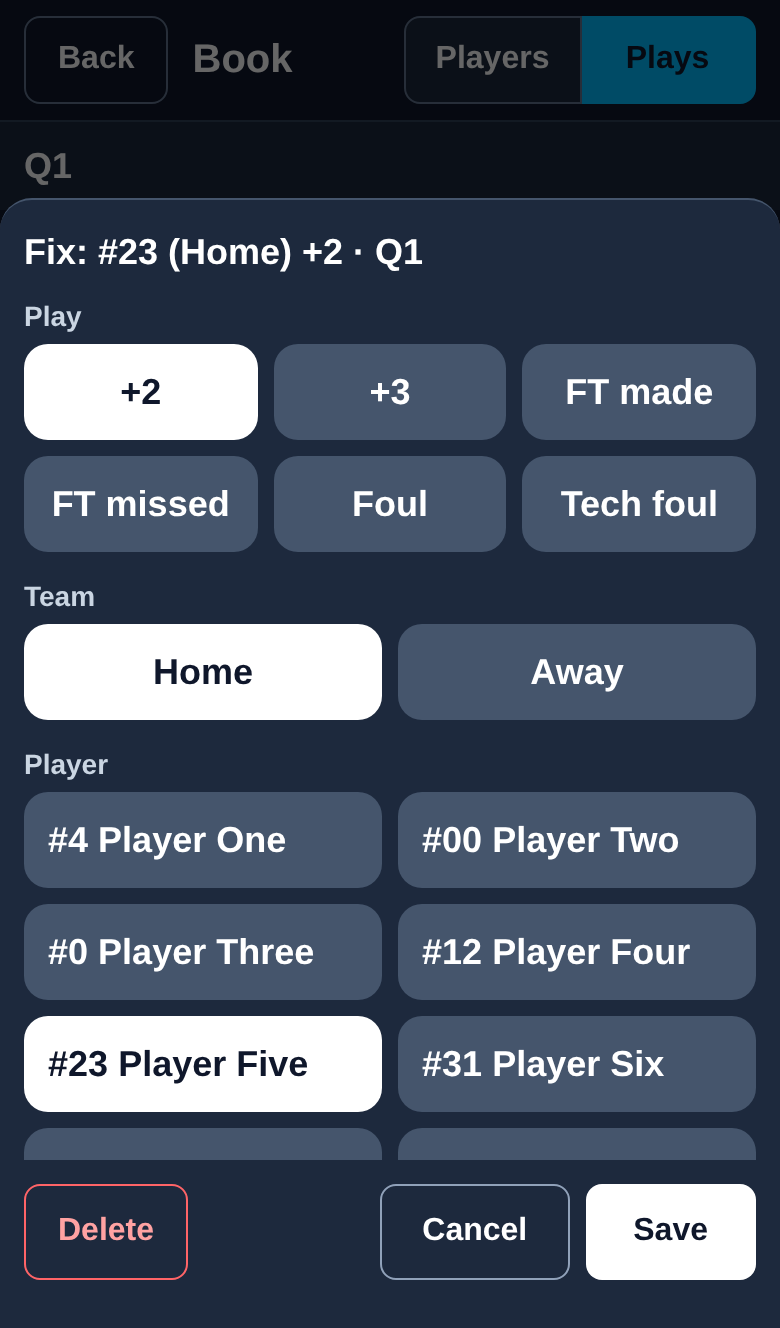 Back Book Players Plays
Q1
Fix: #23 (Home) +2 · Q1
Play
+2 +3 FT made
FT missed Foul Tech foul
Team
Home Away
Player
#4 Player One #00 Player Two
#0 Player Three #12 Player Four
#23 Player Five #31 Player Six
Delete Cancel Save